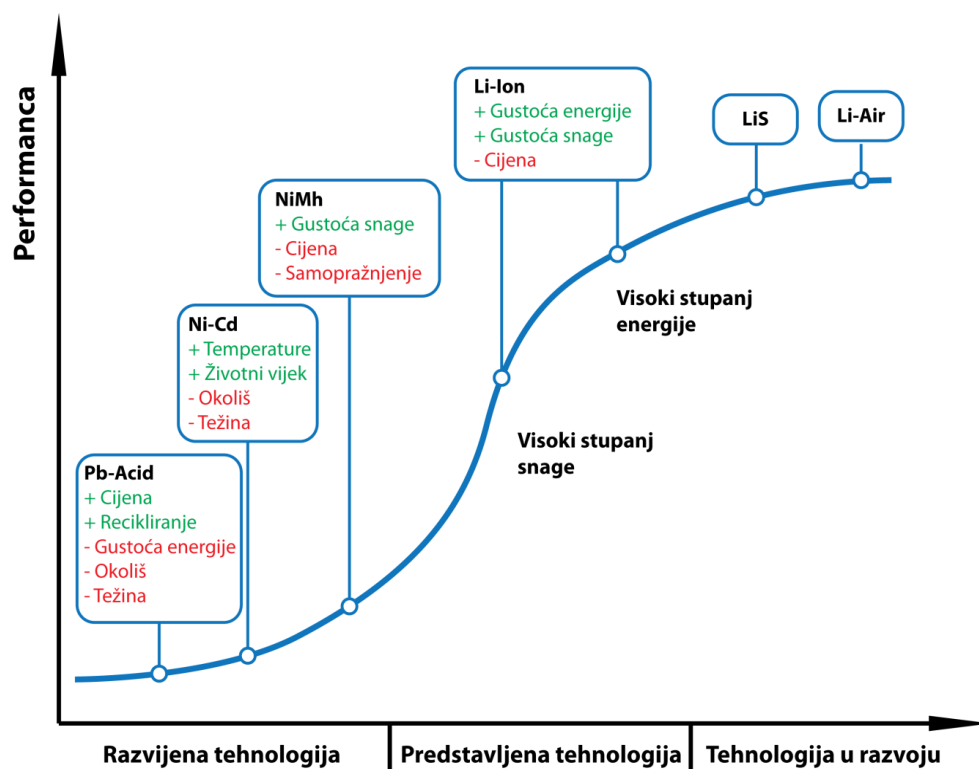 Performanca
Pb-Acid
+ Cijena
+ Recikliranje
- Gustoća energije
- Okoliš
- Težina
Ni-Cd
+ Temperature
+ Životni vijek
- Okoliš
- Težina
NiMh
+ Gustoća snage
- Cijena
- Samopražnjenje
Li-Ion
+ Gustoća energije
+ Gustoća snage
- Cijena
LiS
Li-Air
Visoki stupanj
energije
Visoki stupanj
snage
Razvijena tehnologija
Predstavljena tehnologija
Tehnologija u razvoju